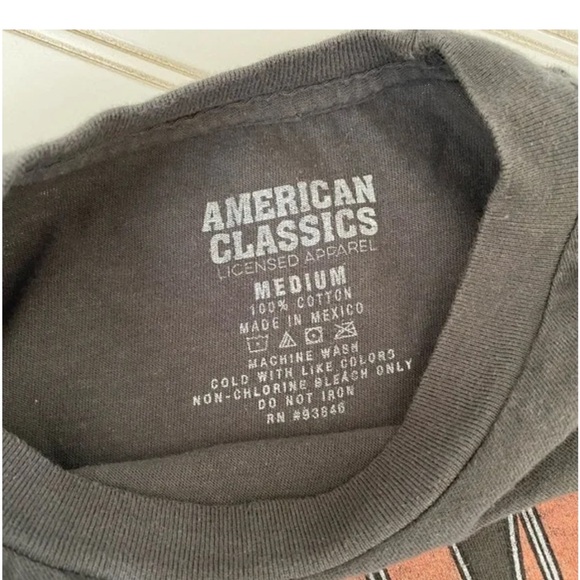 AMERICAN
CLASSICS
LICENSED APPAREL
MEDIUM
100% COTTON
MADE IN MEXICO
MACHINE WASH
COLD WITH LIKE COLORS
NON-CHLORINE BLEACH ONLY
DO NOT IRON
RN #93846